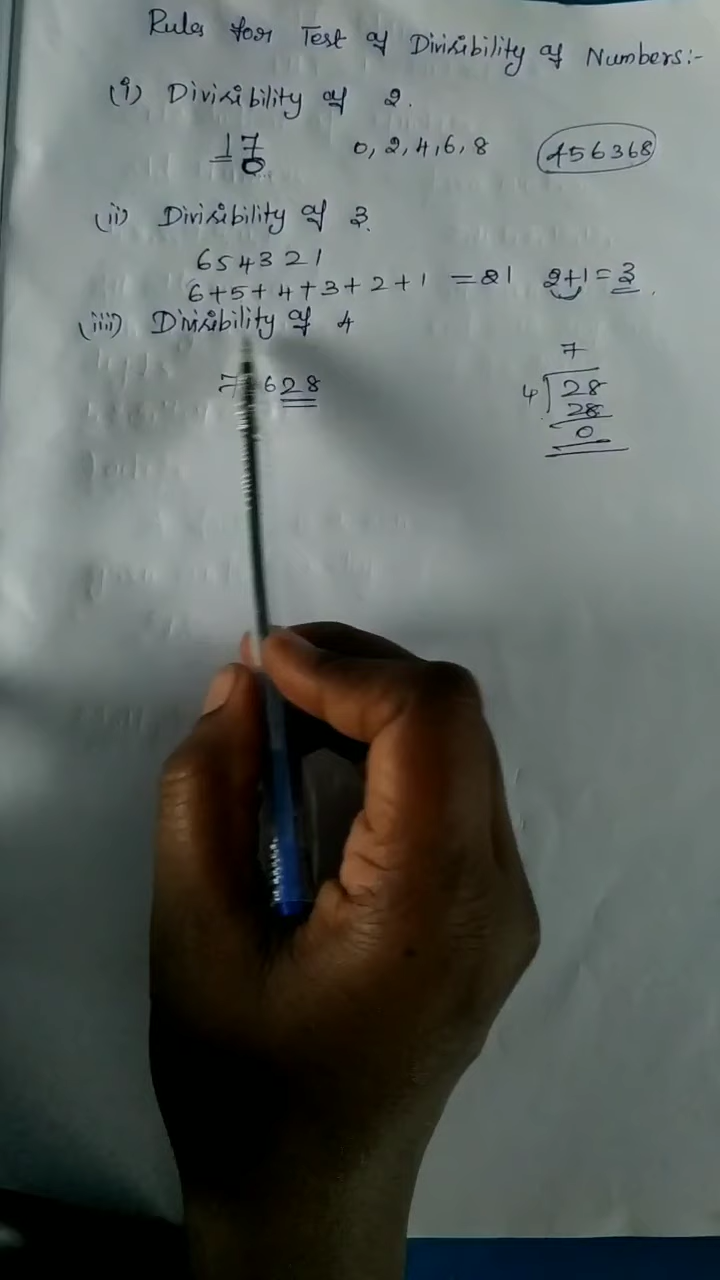 Rules for Test of Divisibility of Numbers:-
(i) Divisibility of 2.
17 0, 2, 4, 6, 8 456368
(ii) Divisibility of 3.
654321
6+5+4+3+2+1 = 21 2+1 = 3.
(iii) Divisibility of 4
7
628 4 28
28
0